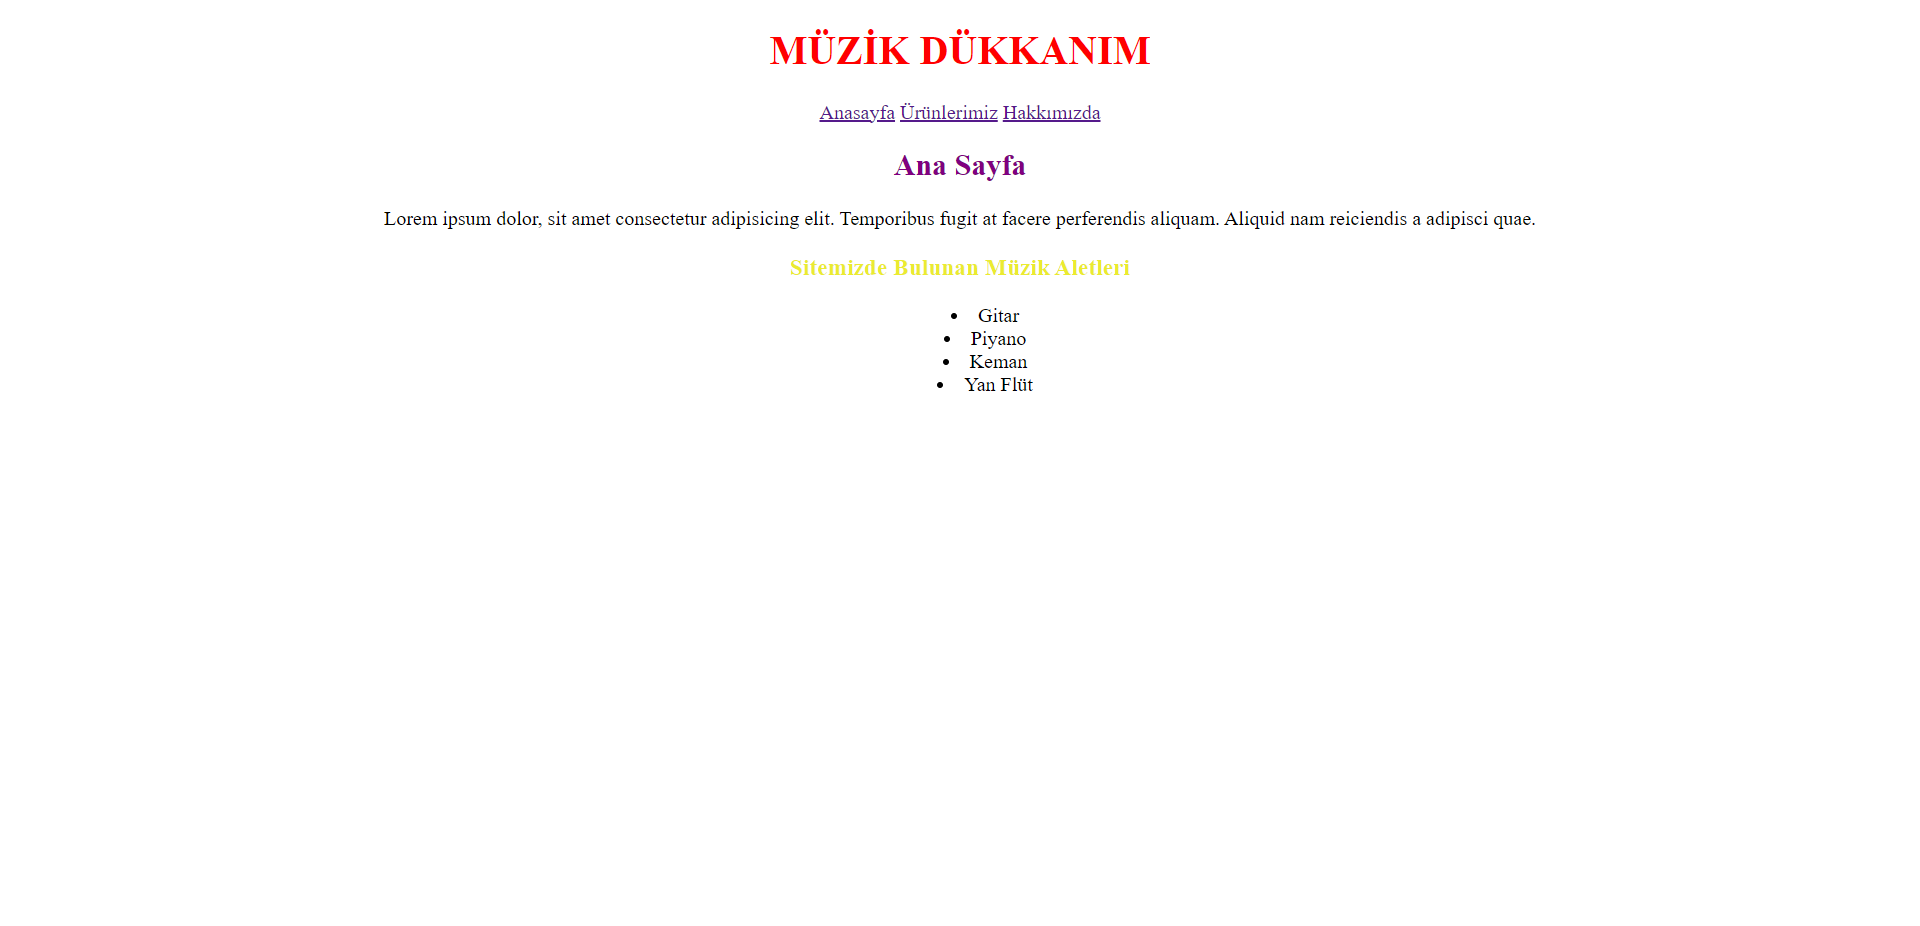 MÜZİK DÜKKANIM
Anasayfa Ürünlerimiz Hakkımızda
Ana Sayfa
Lorem ipsum dolor, sit amet consectetur adipisicing elit. Temporibus fugit at facere perferendis aliquam. Aliquid nam reiciendis a adipisci quae.
Sitemizde Bulunan Müzik Aletleri
• Gitar
• Piyano
• Keman
• Yan Flüt